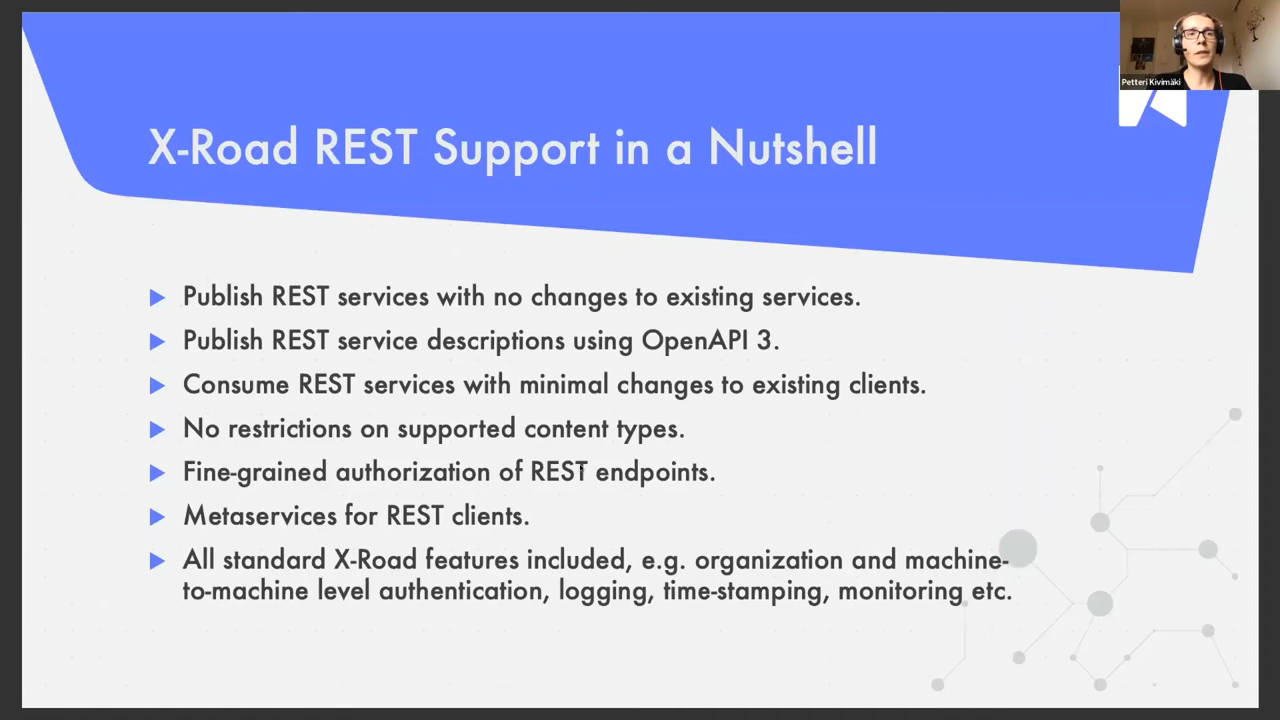 Petteri Kivimäki
X-Road REST Support in a Nutshell
Publish REST services with no changes to existing services.
Publish REST service descriptions using OpenAPI 3.
Consume REST services with minimal changes to existing clients.
No restrictions on supported content types.
Fine-grained authorization of REST endpoints.
Metaservices for REST clients.
All standard X-Road features included, e.g. organization and machine-
to-machine level authentication, logging, time-stamping, monitoring etc.